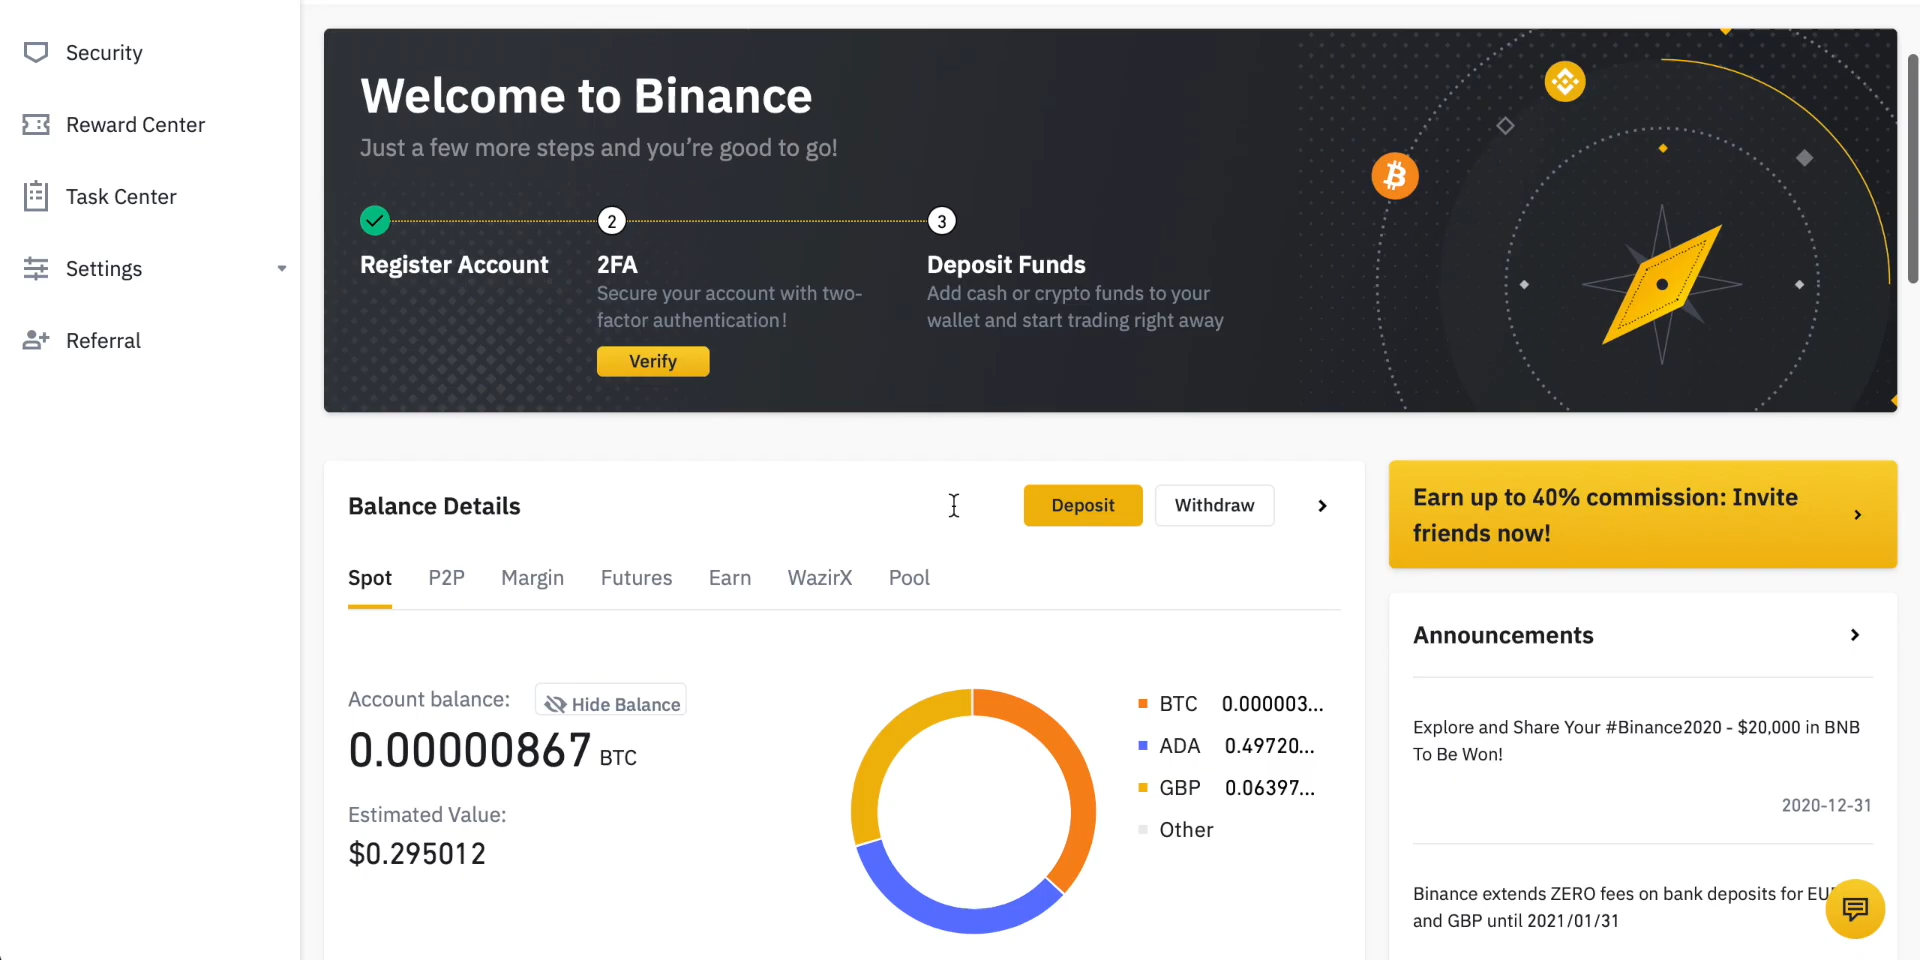 Security
Reward Center
Task Center
Settings
Referral
Welcome to Binance
Just a few more steps and you’re good to go!
2
3
Register Account
2FA
Secure your account with two-
factor authentication!
Verify
Deposit Funds
Add cash or crypto funds to your
wallet and start trading right away
Balance Details
Deposit
Withdraw
Spot
P2P
Margin
Futures
Earn
WazirX
Pool
Account balance:
Hide Balance
0.00000867 BTC
Estimated Value:
$0.295012
BTC 0.000003...
ADA 0.49720...
GBP 0.06397...
Other
Earn up to 40% commission: Invite
friends now!
Announcements
Explore and Share Your #Binance2020 - $20,000 in BNB
To Be Won!
2020-12-31
Binance extends ZERO fees on bank deposits for
and GBP until 2021/01/31